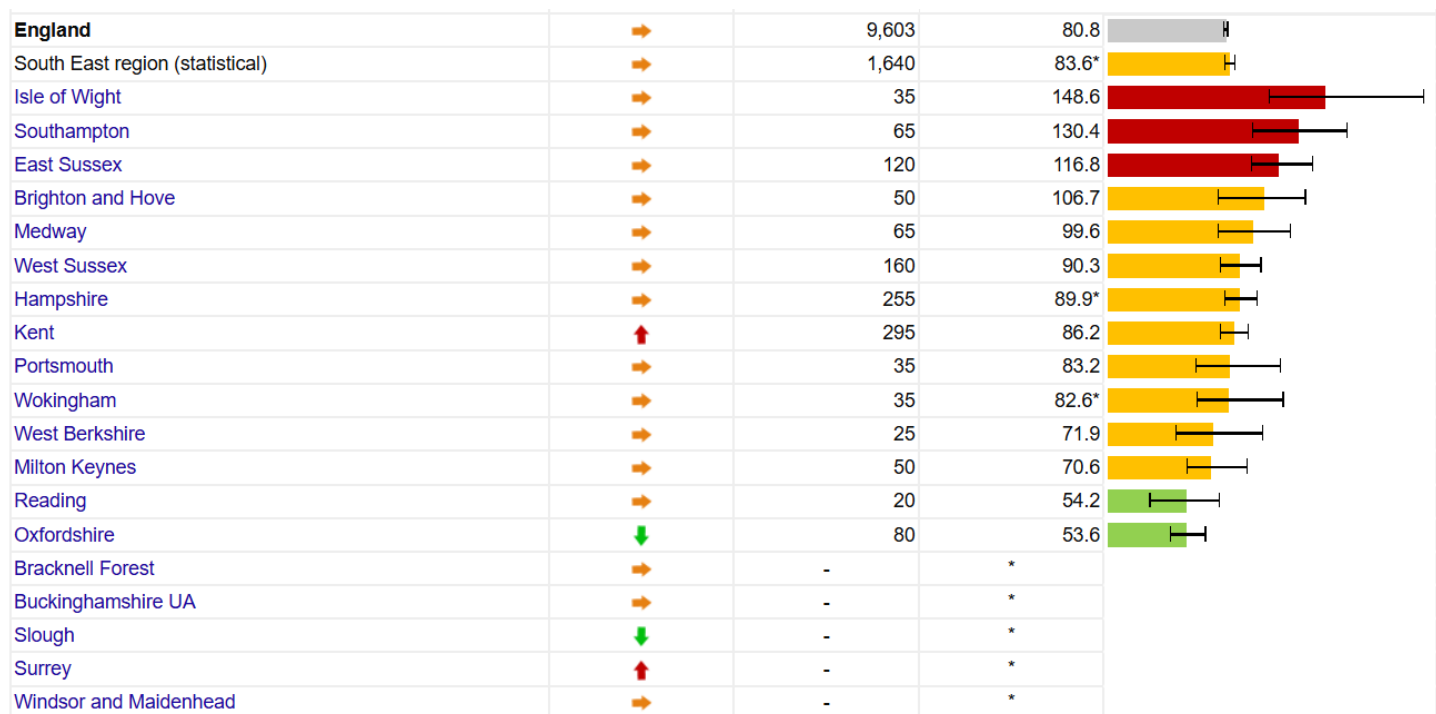 England 9,603 80.8
South East region (statistical) 1,640 83.6*
Isle of Wight 35 148.6
Southampton 65 130.4
East Sussex 120 116.8
Brighton and Hove 50 106.7
Medway 65 99.6
West Sussex 160 90.3
Hampshire 255 89.9*
Kent 295 86.2
Portsmouth 35 83.2
Wokingham 35 82.6*
West Berkshire 25 71.9
Milton Keynes 50 70.6
Reading 20 54.2
Oxfordshire 80 53.6
Bracknell Forest - *
Buckinghamshire UA - *
Slough - *
Surrey - *
Windsor and Maidenhead - *